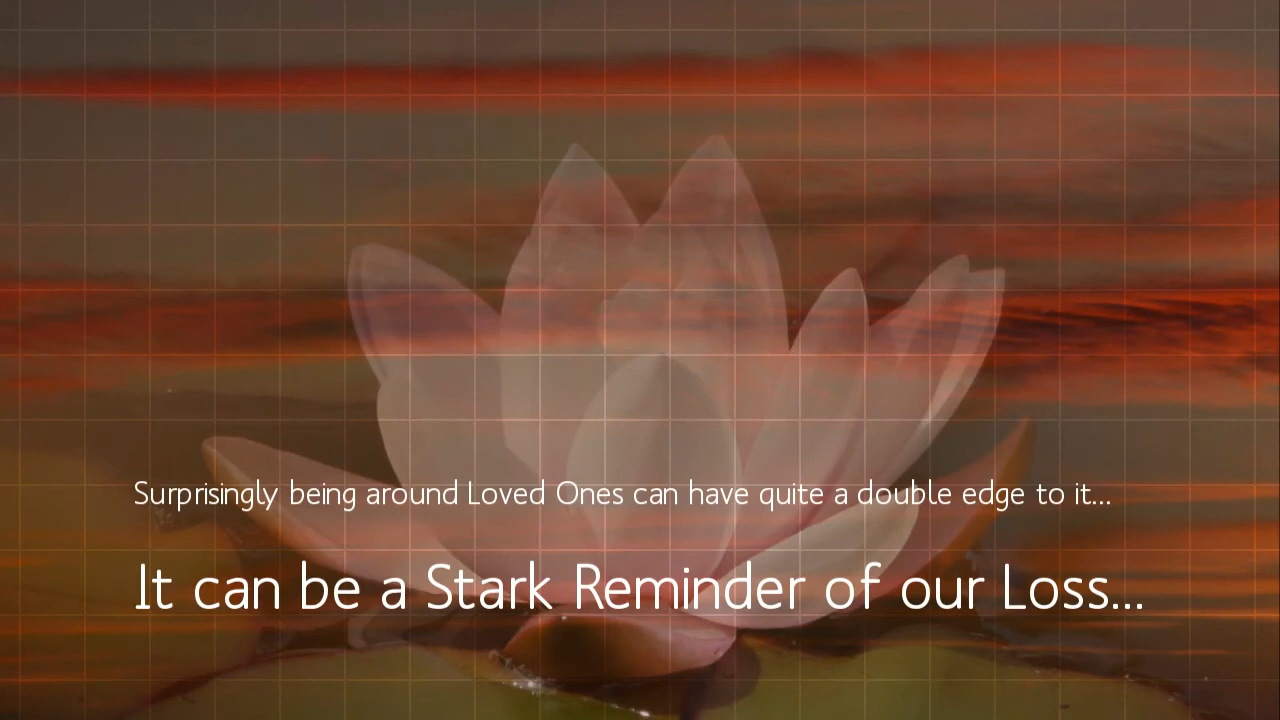 Surprisingly being around Loved Ones can have quite a double edge to it...
It can be a Stark Reminder of our Loss...